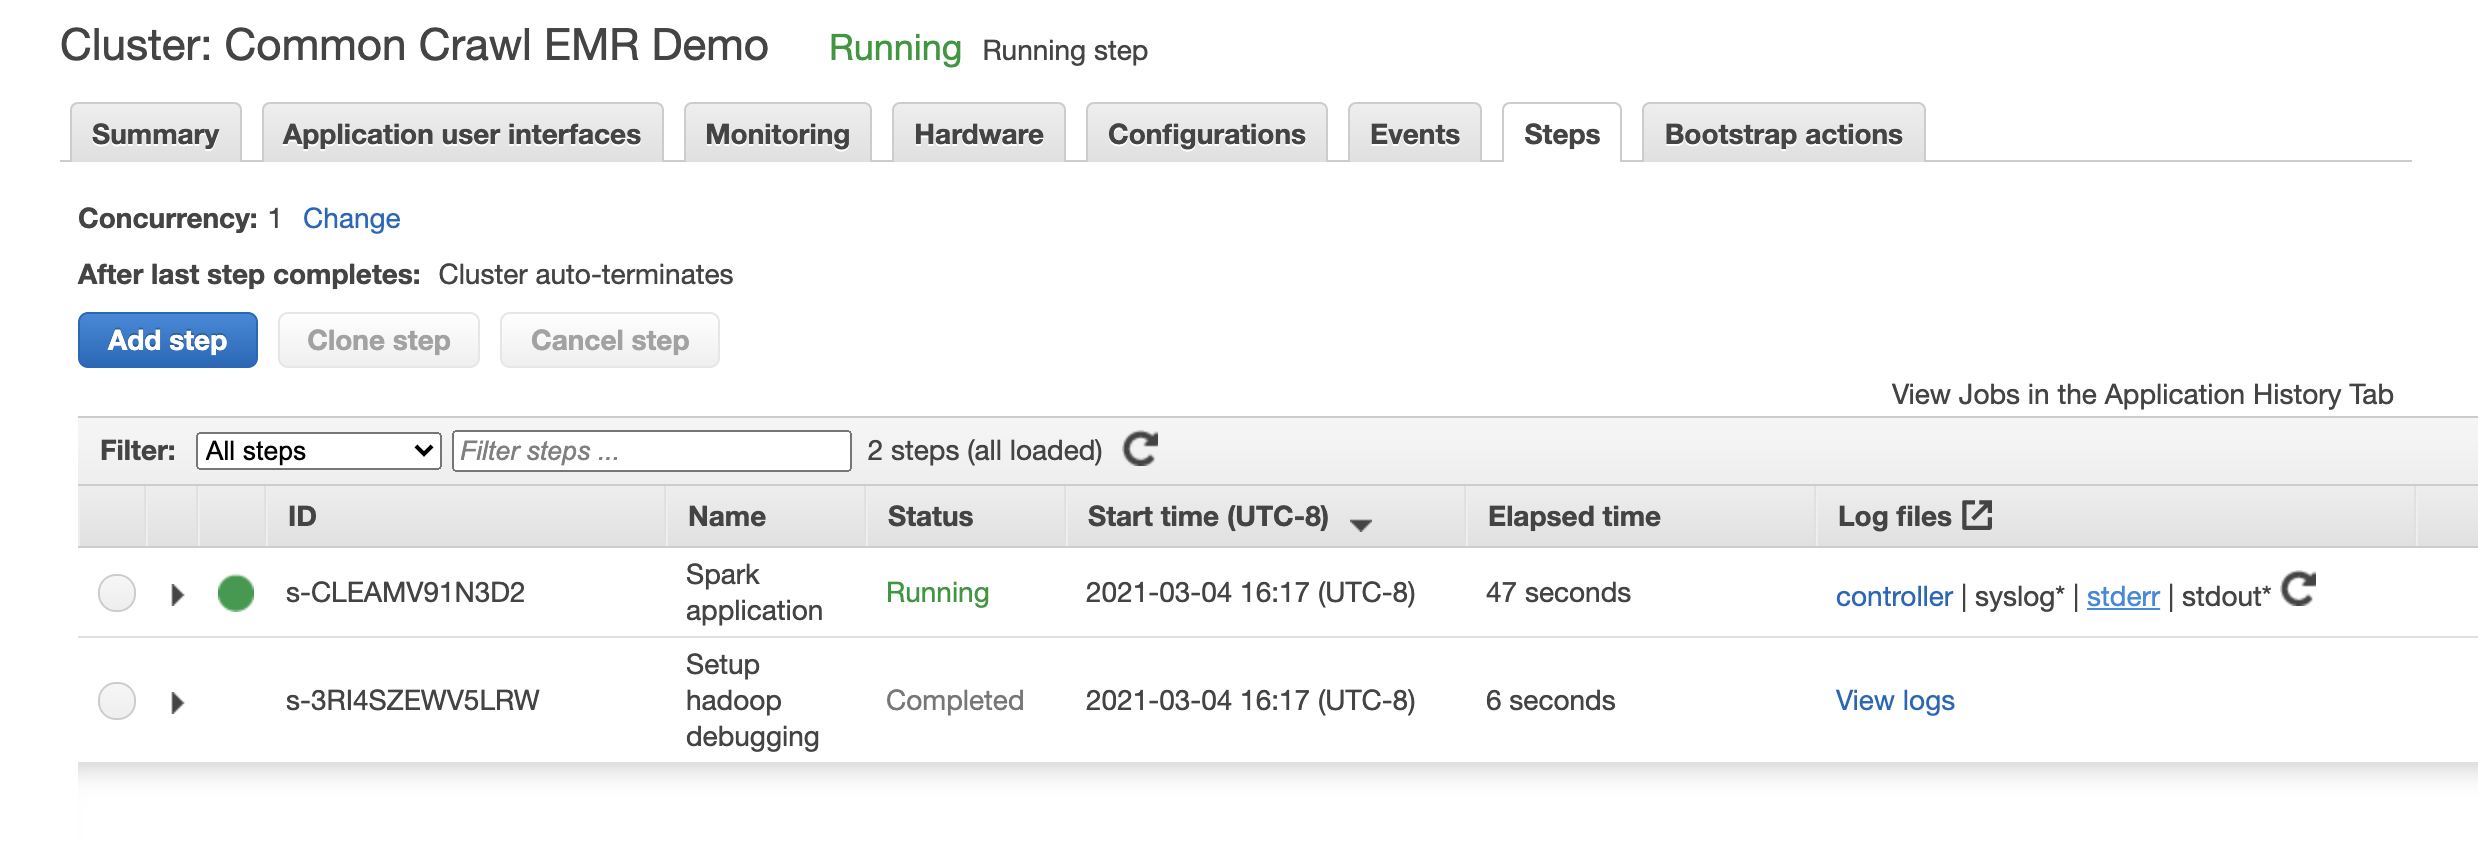 Cluster: Common Crawl EMR Demo Running Running step
Summary Application user interfaces Monitoring Hardware Configurations Events Steps Bootstrap actions
Concurrency: 1 Change
After last step completes: Cluster auto-terminates
Add step Clone step Cancel step
View Jobs in the Application History Tab
Filter: All steps Filter steps ... 2 steps (all loaded)
ID Name Status Start time (UTC-8) Elapsed time Log files
s-CLEAMV91N3D2 Spark application Running 2021-03-04 16:17 (UTC-8) 47 seconds controller | syslog* | stderr | stdout*
s-3RI4SZEWV5LRW Setup hadoop debugging Completed 2021-03-04 16:17 (UTC-8) 6 seconds View logs